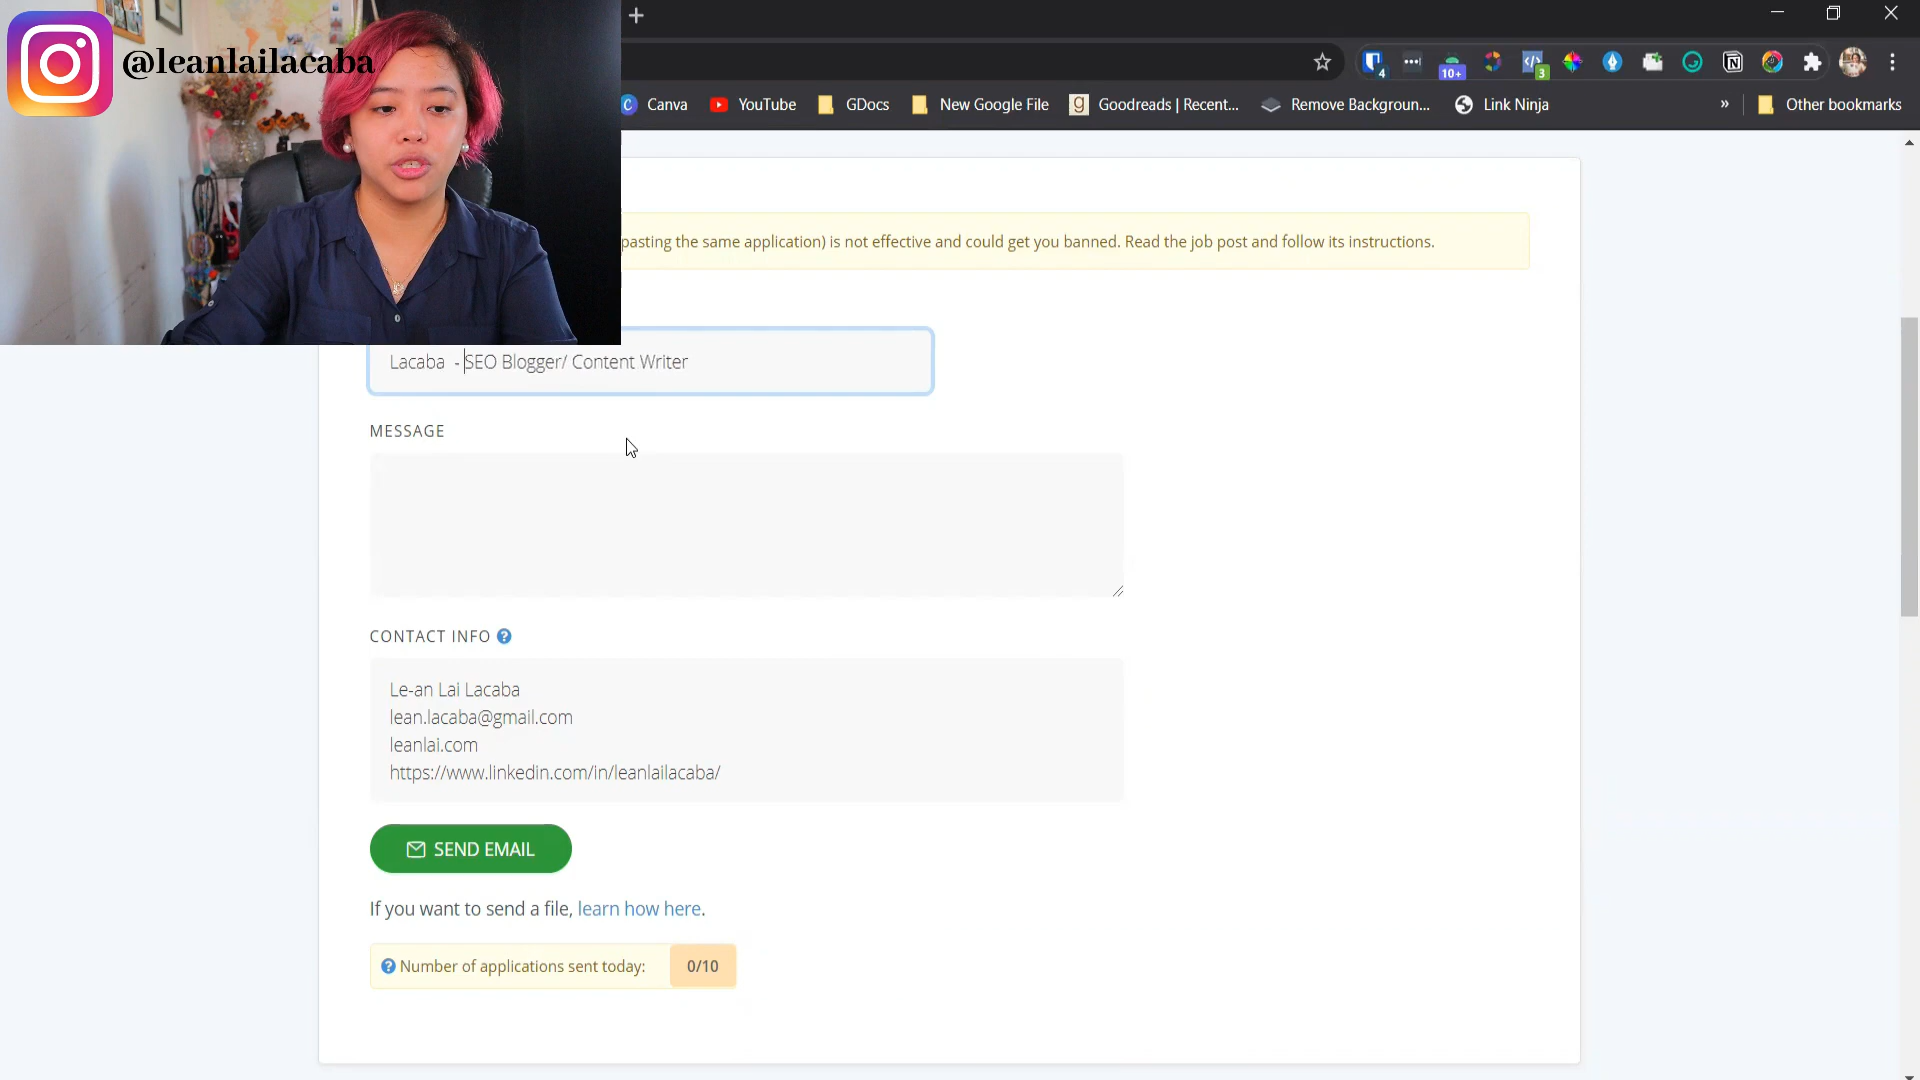 @leanlailacaba
Canva
YouTube
GDocs
New Google File
Goodreads | Recent...
Remove Backgroun...
Link Ninja
»
Other bookmarks
4
10+
3
pasting the same application) is not effective and could get you banned. Read the job post and follow its instructions.
Lacaba - SEO Blogger/ Content Writer
MESSAGE
CONTACT INFO
Le-an Lai Lacaba
lean.lacaba@gmail.com
leanlai.com
https://www.linkedin.com/in/leanlailacaba/
SEND EMAIL
If you want to send a file, learn how here.
Number of applications sent today: 0/10